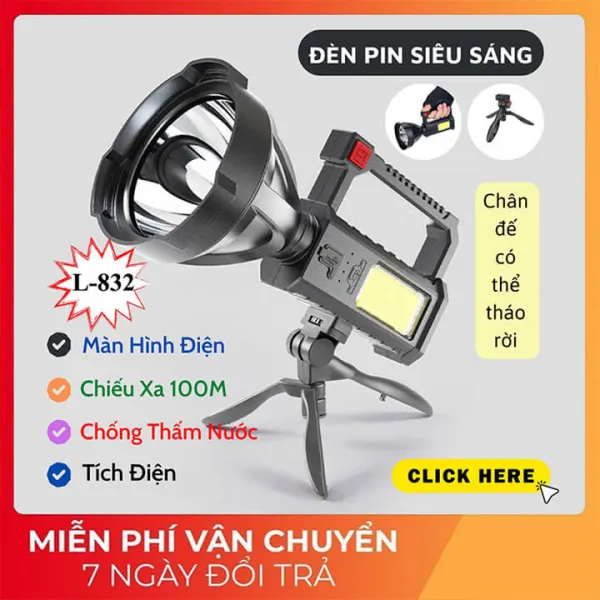 ĐÈN PIN SIÊU SÁNG
Chân
đế
có
thể
tháo
rời
L-832
Màn Hình Điện
Chiếu Xa 100M
Chống Thấm Nước
Tích Điện
CLICK HERE
MIỄN PHÍ VẬN CHUYỂN
7 NGÀY ĐỔI TRẢ